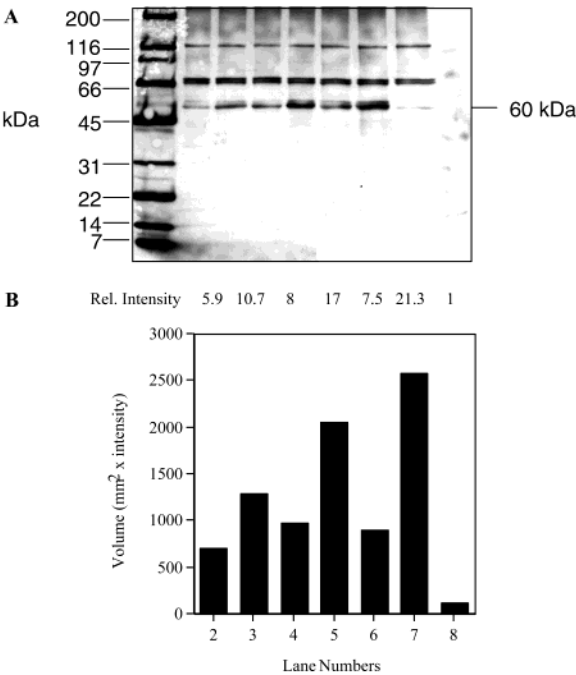 A
200
116
97
66
kDa
45
31
22
14
7
60 kDa
B
Rel. Intensity 5.9 10.7 8 17 7.5 21.3 1
3000
2500
2000
1500
1000
500
0
Volume (mm² x intensity)
2 3 4 5 6 7 8
Lane Numbers